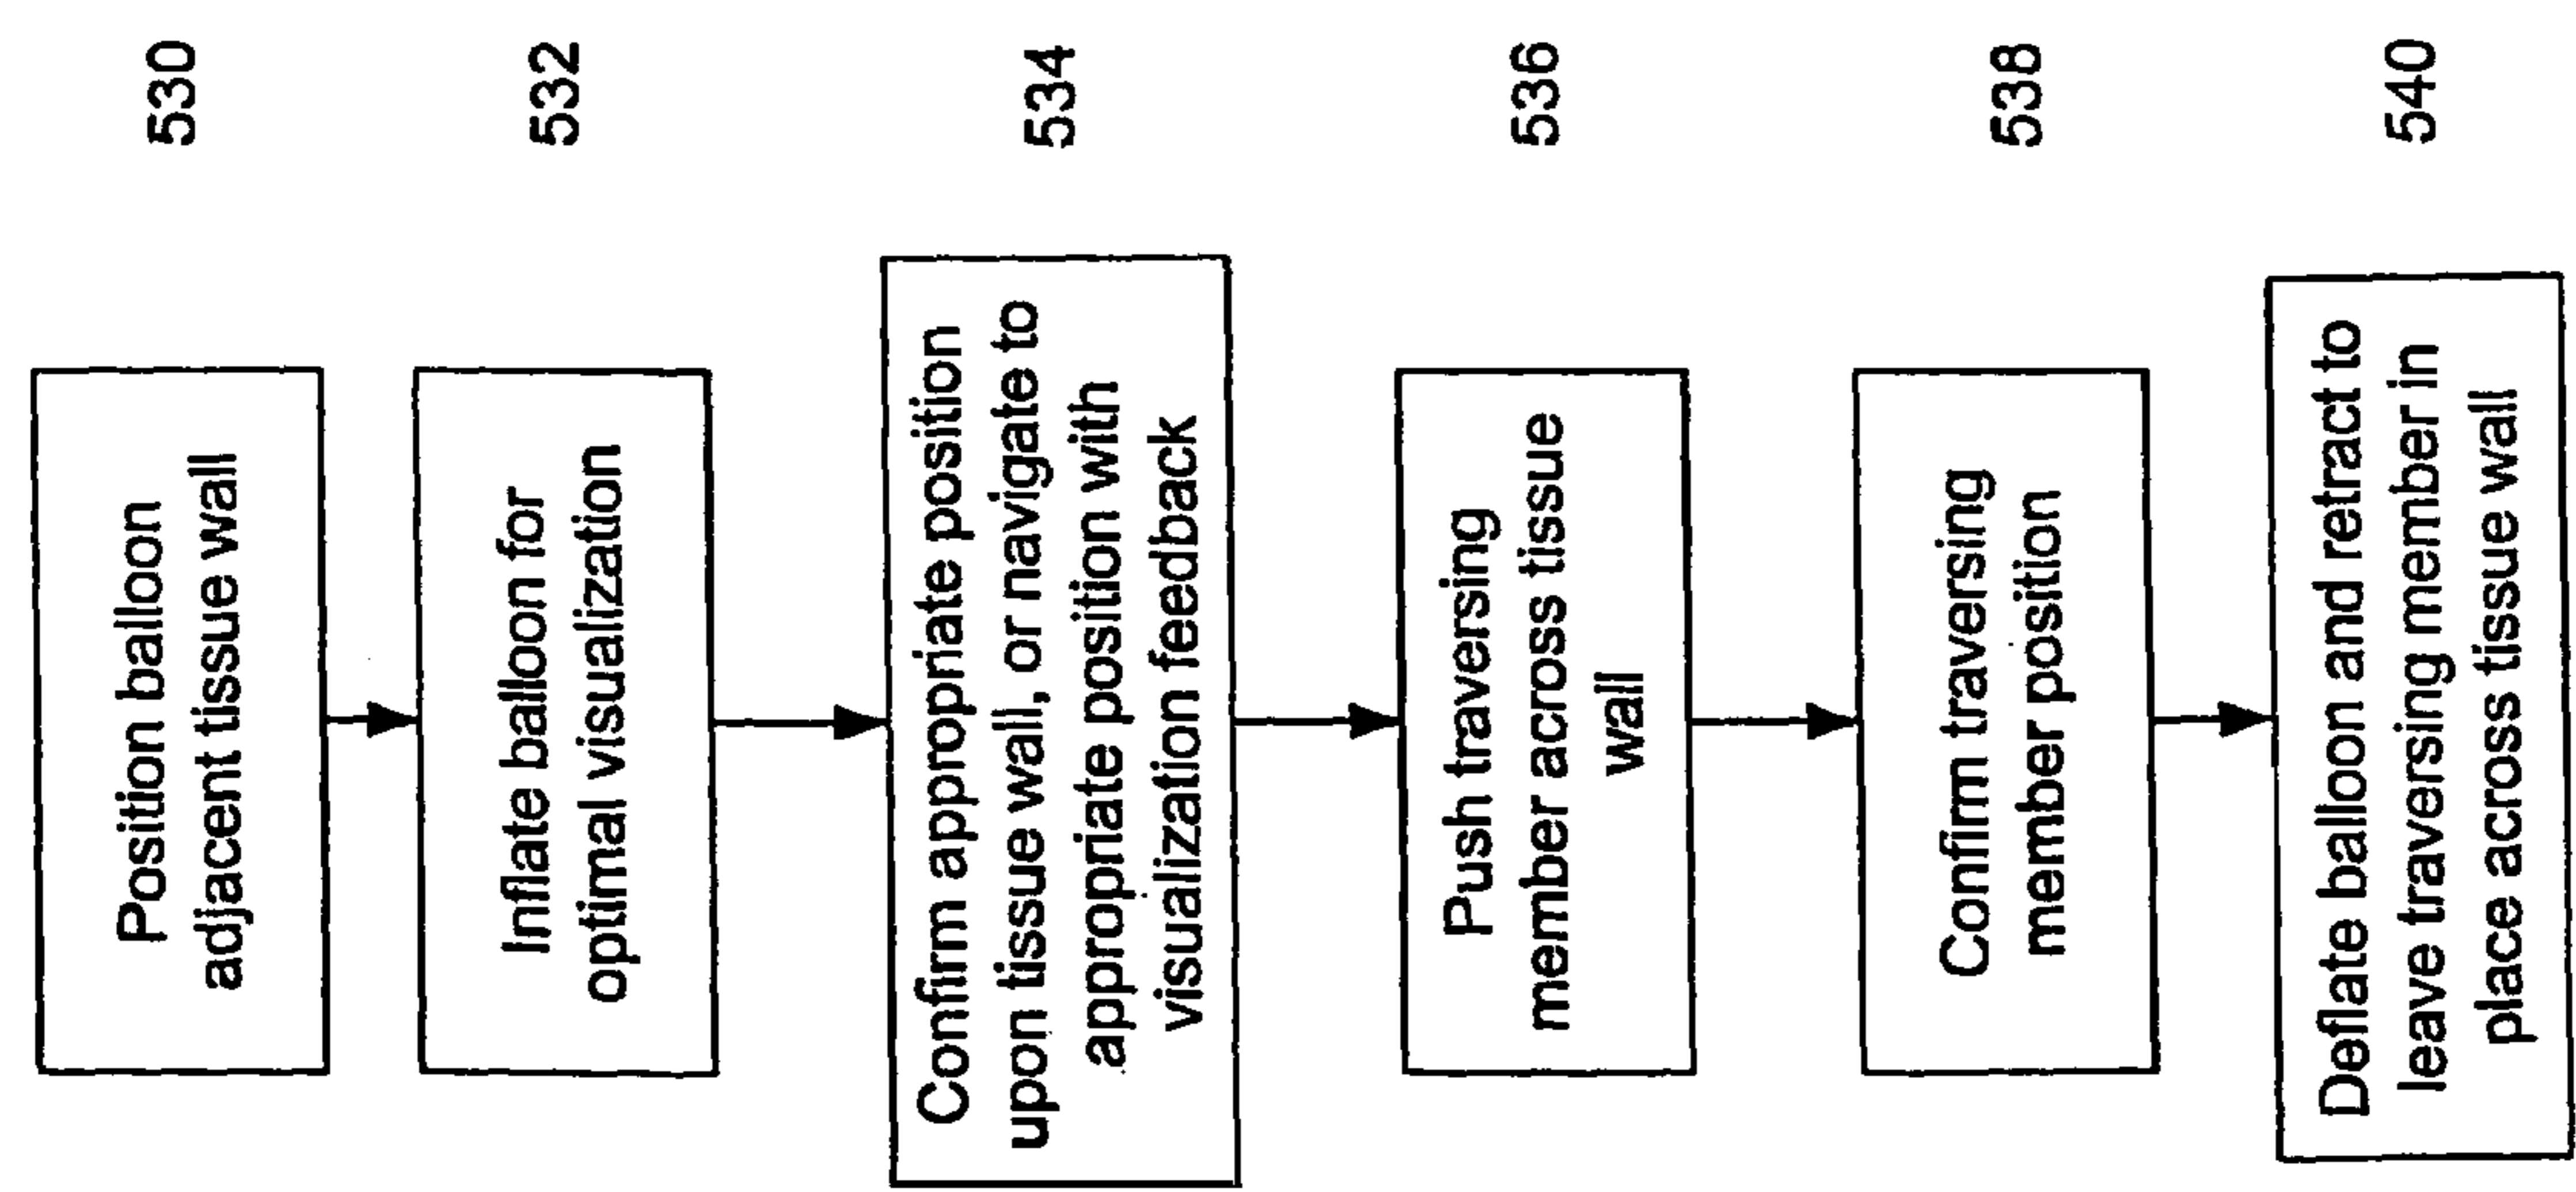 Position balloon
adjacent tissue wall
530
Inflate balloon for
optimal visualization
532
Confirm appropriate position
upon tissue wall, or navigate to
appropriate position with
visualization feedback
534
Push traversing
member across tissue
wall
536
Confirm traversing
member position
538
Deflate balloon and retract to
leave traversing member in
place across tissue wall
540